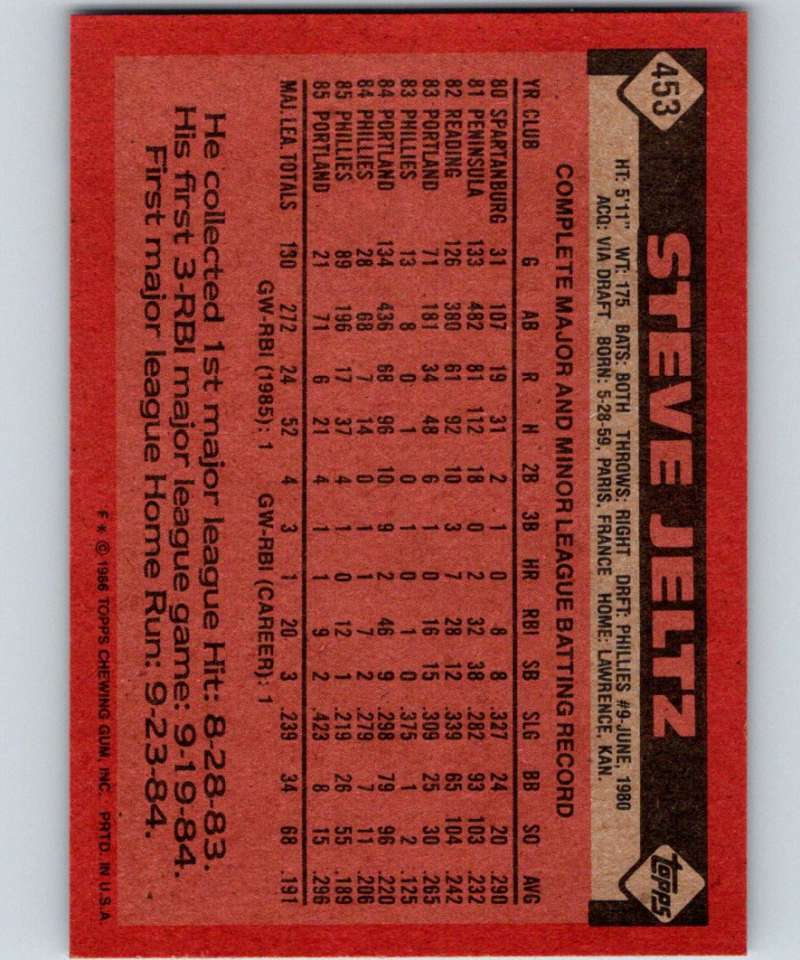 453
STEVE JELTZ
topps
HT: 5'11" WT: 175 BATS: BOTH THROWS: RIGHT DRFT: PHILLIES #9-JUNE, 1980
ACQ: VIA DRAFT BORN: 5-28-59, PARIS, FRANCE HOME: LAWRENCE, KAN.
COMPLETE MAJOR AND MINOR LEAGUE BATTING RECORD
YR CLUB G AB R H 2B 3B HR RBI SB SLG BB SO AVG
80 SPARTANBURG 31 107 19 31 2 1 0 8 8 .327 24 20 .290
81 PENINSULA 133 482 81 112 18 0 2 32 38 .282 93 103 .232
82 READING 126 380 61 92 10 3 7 28 12 .339 65 104 .242
83 PORTLAND 71 181 34 48 6 1 0 16 15 .309 25 30 .265
83 PHILLIES 13 8 0 1 0 1 0 1 0 .375 1 2 .125
84 PORTLAND 134 436 68 96 10 9 2 46 9 .298 79 96 .220
84 PHILLIES 28 68 7 14 0 1 1 7 2 .279 7 11 .206
85 PHILLIES 89 196 17 37 4 1 0 12 1 .219 26 55 .189
85 PORTLAND 21 71 6 21 4 1 1 9 2 .423 8 15 .296
MAJ. LEA. TOTALS 130 272 24 52 4 3 1 20 3 .239 34 68 .191
GW-RBI (1985): 1 GW-RBI (CAREER): 1
He collected 1st major league Hit: 8-28-83.
His first 3-RBI major league game: 9-19-84.
First major league Home Run: 9-23-84.
F * © 1986 TOPPS CHEWING GUM, INC. PRTD. IN U.S.A.